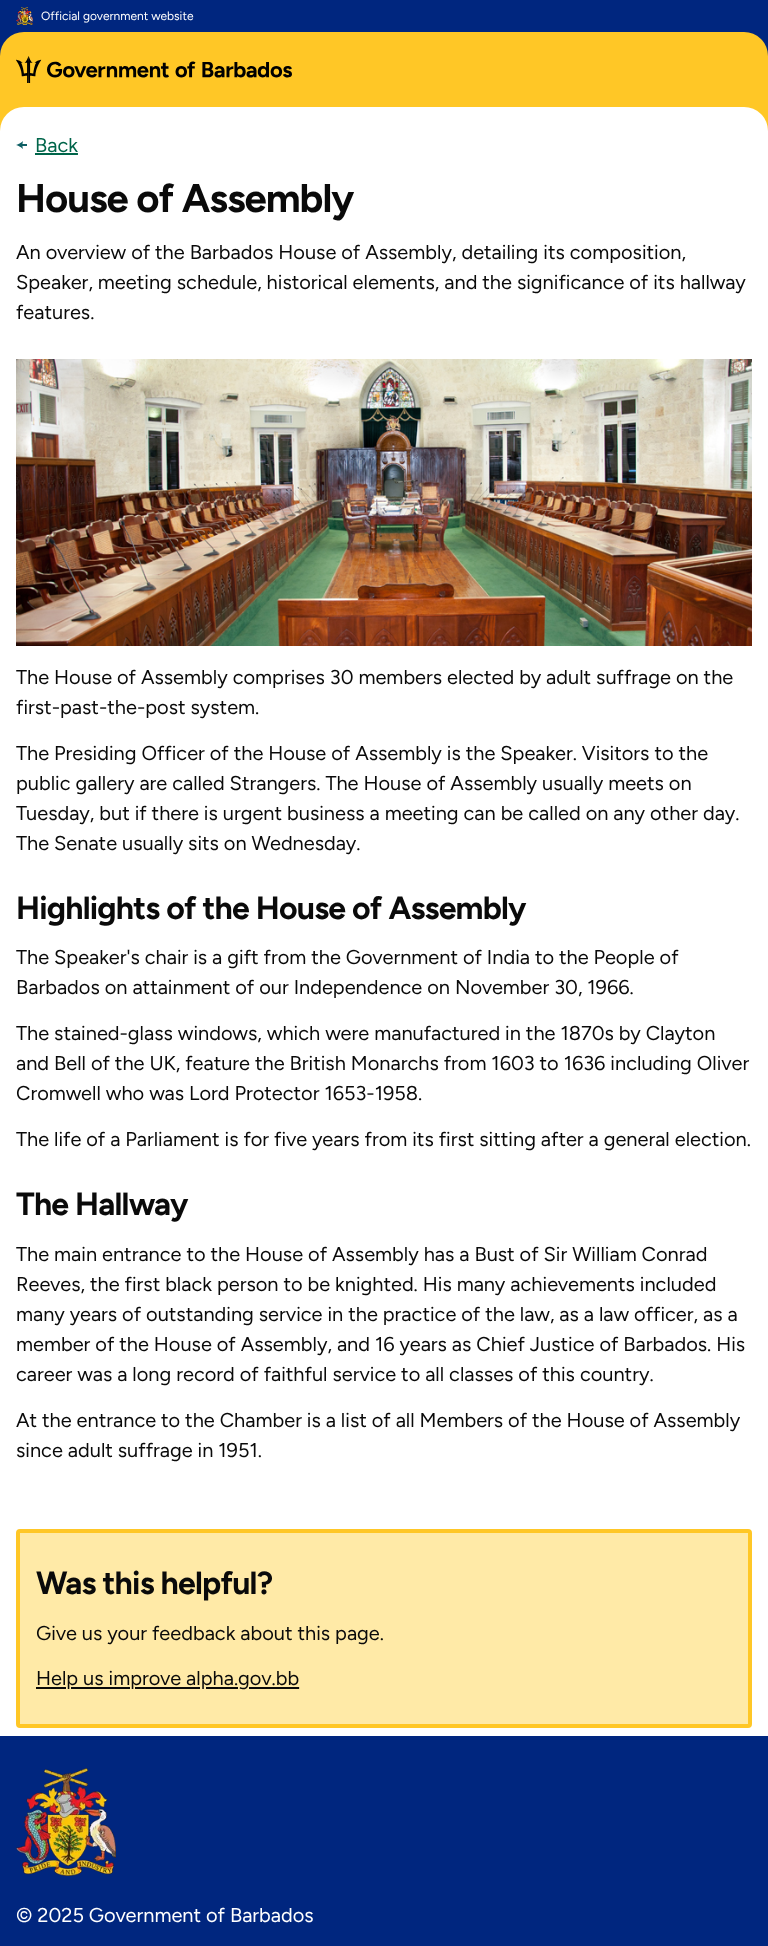 Official government website
Government of Barbados
Back
House of Assembly
An overview of the Barbados House of Assembly, detailing its composition,
Speaker, meeting schedule, historical elements, and the significance of its hallway
features.
EXIT
The House of Assembly comprises 30 members elected by adult suffrage on the
first-past-the-post system.
The Presiding Officer of the House of Assembly is the Speaker. Visitors to the
public gallery are called Strangers. The House of Assembly usually meets on
Tuesday, but if there is urgent business a meeting can be called on any other day.
The Senate usually sits on Wednesday.
Highlights of the House of Assembly
The Speaker's chair is a gift from the Government of India to the People of
Barbados on attainment of our Independence on November 30, 1966.
The stained-glass windows, which were manufactured in the 1870s by Clayton
and Bell of the UK, feature the British Monarchs from 1603 to 1636 including Oliver
Cromwell who was Lord Protector 1653-1958.
The life of a Parliament is for five years from its first sitting after a general election.
The Hallway
The main entrance to the House of Assembly has a Bust of Sir William Conrad
Reeves, the first black person to be knighted. His many achievements included
many years of outstanding service in the practice of the law, as a law officer, as a
member of the House of Assembly, and 16 years as Chief Justice of Barbados. His
career was a long record of faithful service to all classes of this country.
At the entrance to the Chamber is a list of all Members of the House of Assembly
since adult suffrage in 1951.
Was this helpful?
Give us your feedback about this page.
Help us improve alpha.gov.bb
PRIDE AND INDUSTRY
© 2025 Government of Barbados